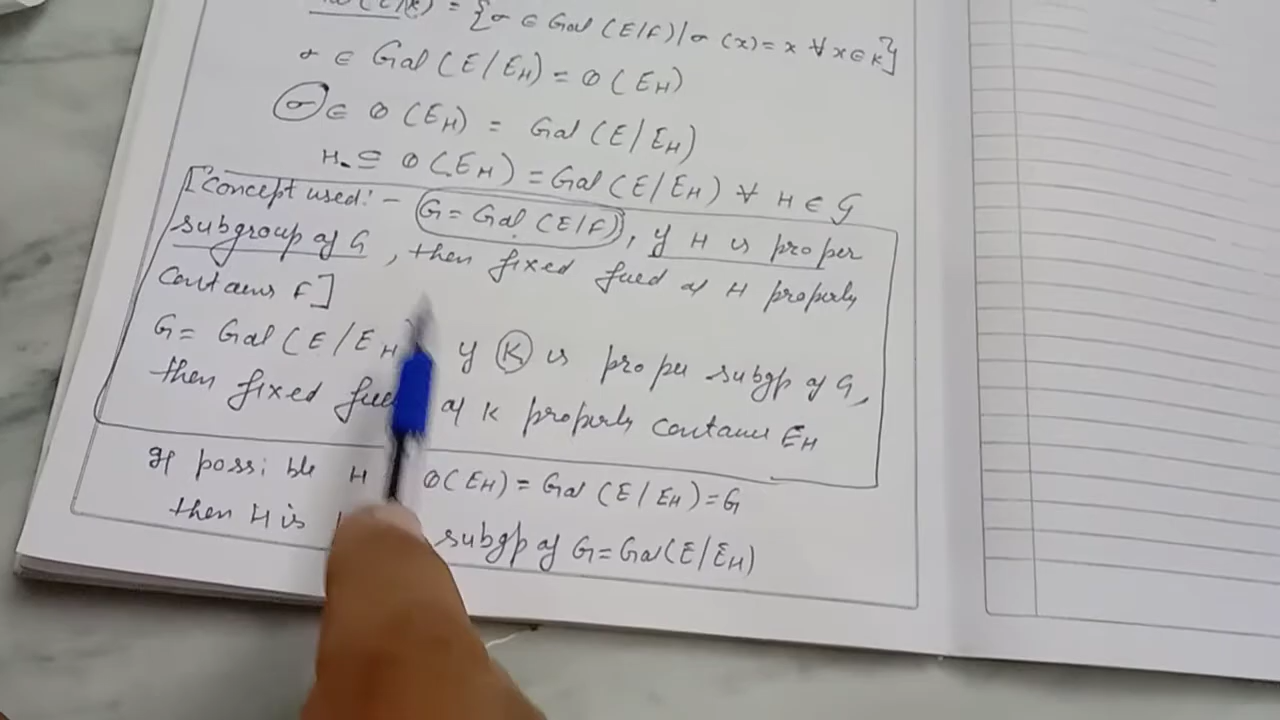 = {σ ∈ Gal (E/F) / σ (x) = x ∀ x ∈ K}
σ ∈ Gal (E/E_H) = Φ (E_H)
σ ∈ Φ (E_H) = Gal (E/E_H)
H ⊆ Φ (E_H) = Gal (E/E_H) ∀ H ∈ G
[Concept used:- G = Gal (E/F), if H is proper
subgroup of G, then fixed field of H properly
contains F]
G = Gal (E/E_H) if K is proper subgp of G,
then fixed field of K properly contains E_H
If possible H Φ(E_H) = Gal (E/E_H) = G
then H is subgp of G = Gal(E/E_H)